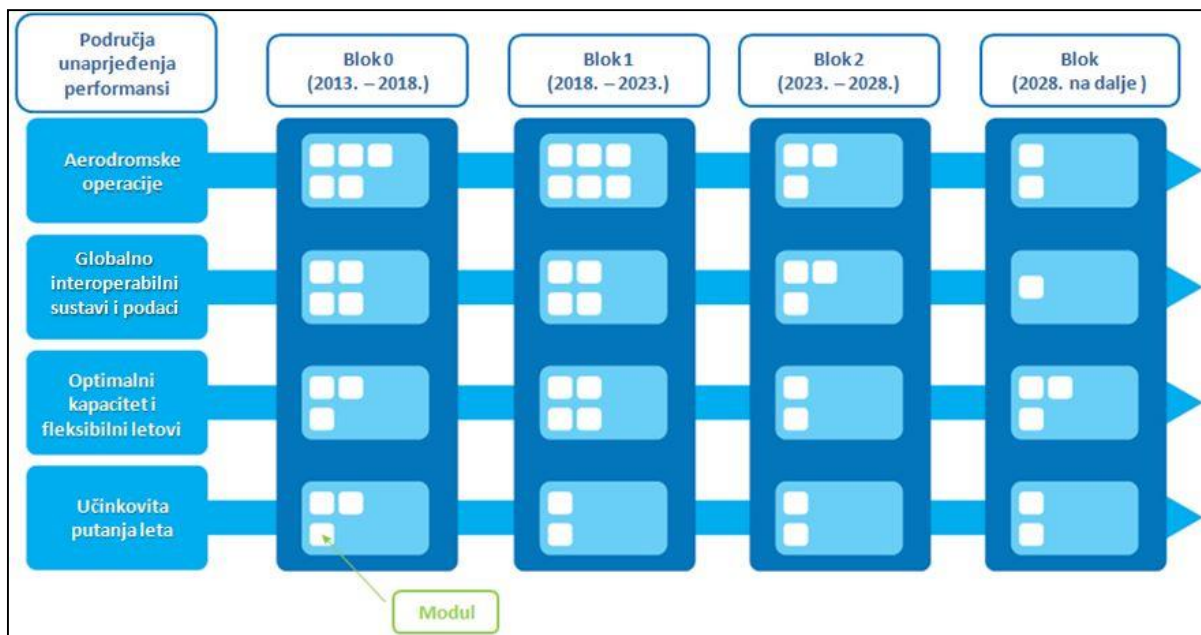 Područja
unaprjeđenja
performansi
Blok 0
(2013. – 2018.)
Blok 1
(2018. – 2023.)
Blok 2
(2023. – 2028.)
Blok
(2028. na dalje )
Aerodromske
operacije
Globalno
interoperabilni
sustavi i podaci
Optimalni
kapacitet i
fleksibilni letovi
Učinkovita
putanja leta
Modul